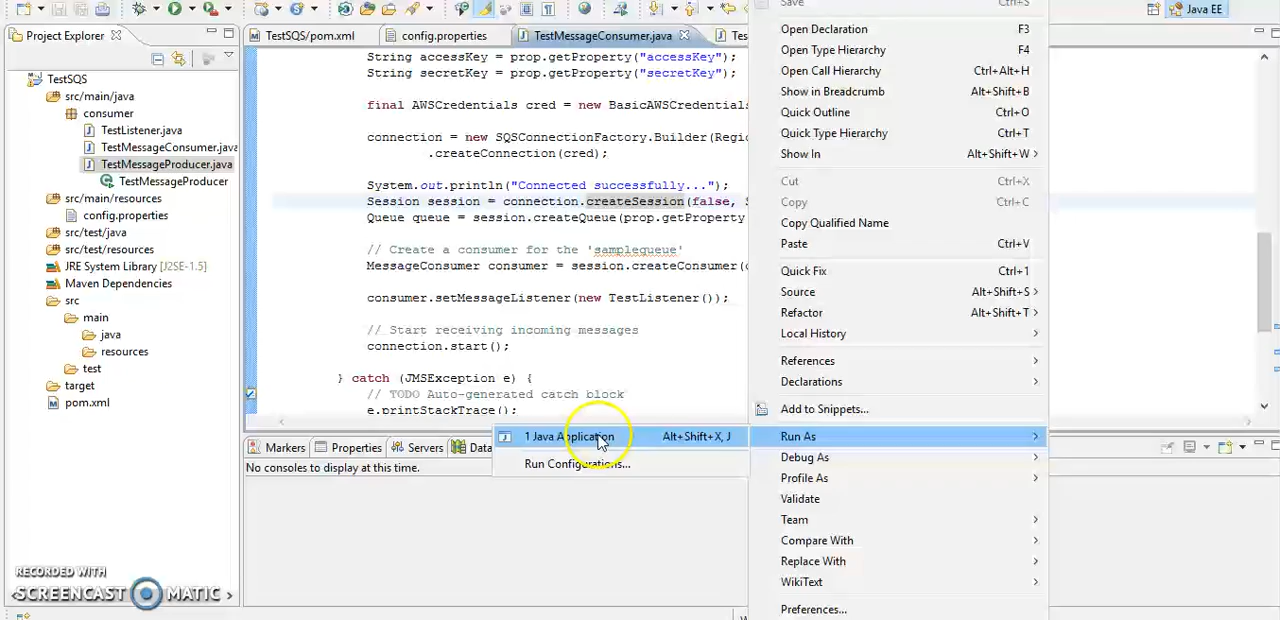 Java EE
Project Explorer
TestSQS/pom.xml
config.properties
TestMessageConsumer.java
TestSQS
src/main/java
consumer
TestListener.java
TestMessageConsumer.java
TestMessageProducer.java
TestMessageProducer
src/main/resources
config.properties
src/test/java
src/test/resources
JRE System Library [J2SE-1.5]
Maven Dependencies
src
main
java
resources
test
target
pom.xml
String accessKey = prop.getProperty("accessKey");
String secretKey = prop.getProperty("secretKey");
final AWSCredentials cred = new BasicAWSCredentials
connection = new SQSConnectionFactory.Builder(Regio
.createConnection(cred);
System.out.println("Connected successfully...");
Session session = connection.createSession(false,
Queue queue = session.createQueue(prop.getProperty
// Create a consumer for the 'samplequeue'
MessageConsumer consumer = session.createConsumer(
consumer.setMessageListener(new TestListener());
// Start receiving incoming messages
connection.start();
} catch (JMSException e) {
// TODO Auto-generated catch block
e.printStackTrace();
Save Ctrl+S
Open Declaration F3
Open Type Hierarchy F4
Open Call Hierarchy Ctrl+Alt+H
Show in Breadcrumb Alt+Shift+B
Quick Outline Ctrl+O
Quick Type Hierarchy Ctrl+T
Show In Alt+Shift+W
Cut Ctrl+X
Copy Ctrl+C
Copy Qualified Name
Paste Ctrl+V
Quick Fix Ctrl+1
Source Alt+Shift+S
Refactor Alt+Shift+T
Local History
References
Declarations
Add to Snippets...
Run As
Debug As
Profile As
Validate
Team
Compare With
Replace With
WikiText
Preferences...
1 Java Application Alt+Shift+X, J
Run Configurations...
Markers
Properties
Servers
Data
No consoles to display at this time.
RECORDED WITH
SCREENCAST MATIC